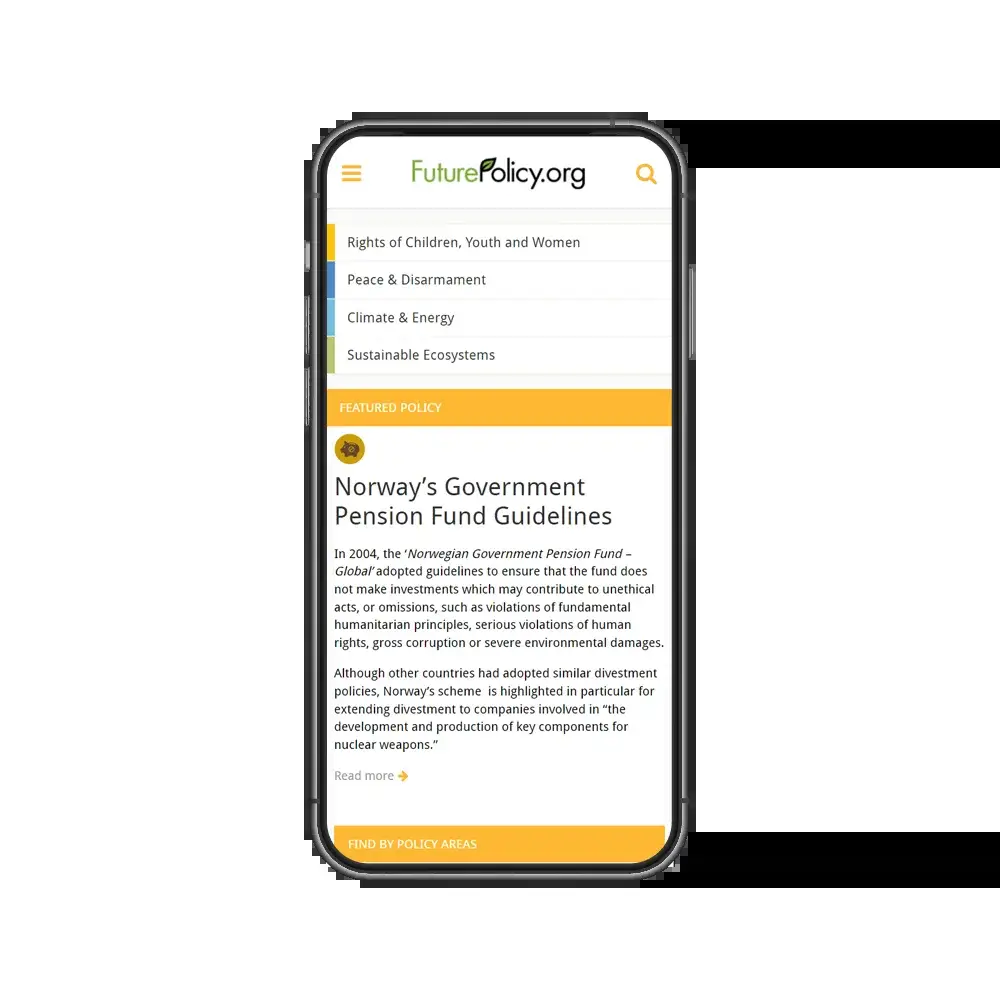 FuturePolicy.org
Rights of Children, Youth and Women
Peace & Disarmament
Climate & Energy
Sustainable Ecosystems
FEATURED POLICY
Norway’s Government
Pension Fund Guidelines
In 2004, the ‘Norwegian Government Pension Fund –
Global’ adopted guidelines to ensure that the fund does
not make investments which may contribute to unethical
acts, or omissions, such as violations of fundamental
humanitarian principles, serious violations of human
rights, gross corruption or severe environmental damages.
Although other countries had adopted similar divestment
policies, Norway’s scheme  is highlighted in particular for
extending divestment to companies involved in “the
development and production of key components for
nuclear weapons.”
Read more
FIND BY POLICY AREAS